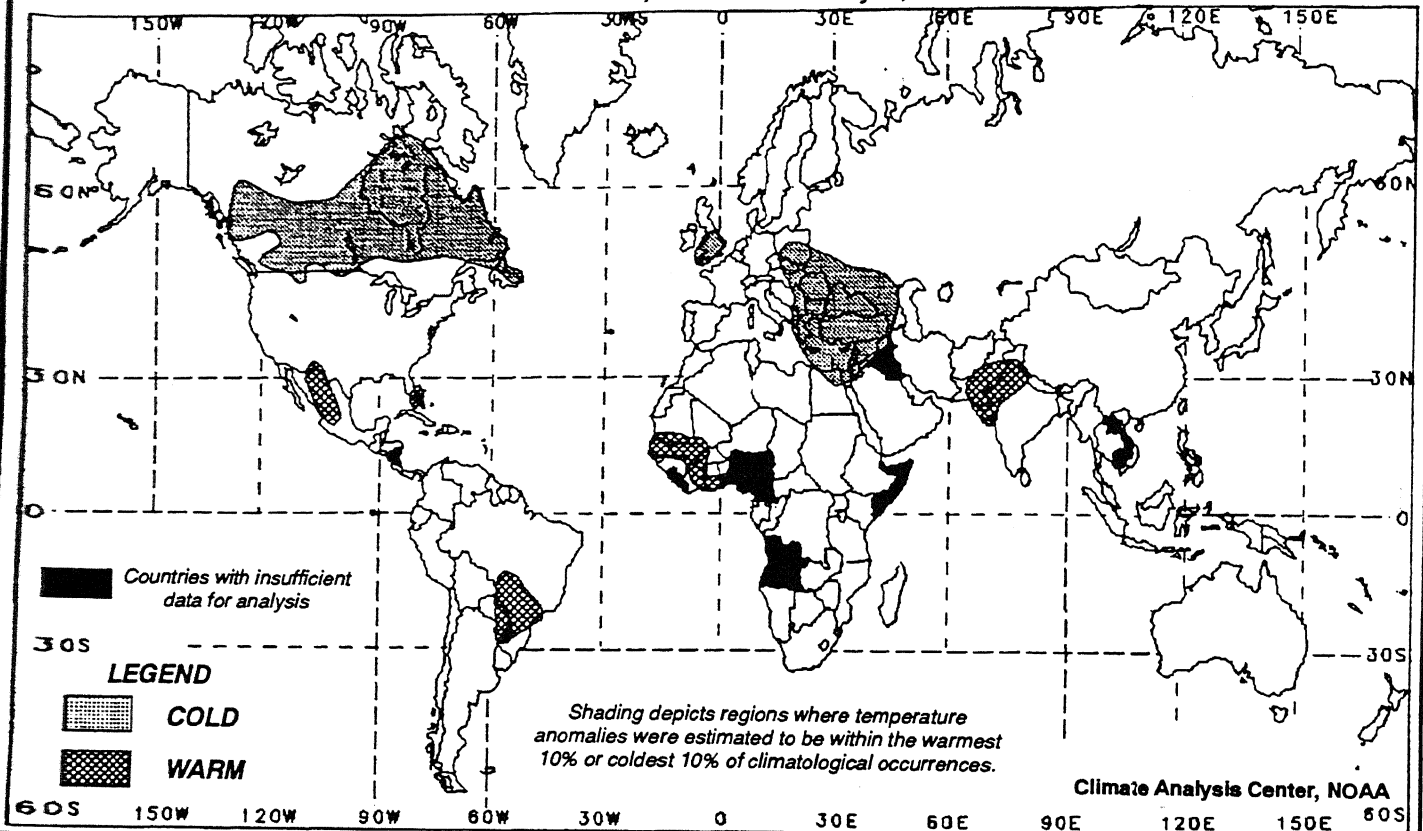 150W 120W 90W 60W 30W 0 30E 60E 90E 120E 150E
60N 60N
30N 30N
0 0
Countries with insufficient
data for analysis
30S 30S
LEGEND
COLD
WARM
Shading depicts regions where temperature
anomalies were estimated to be within the warmest
10% or coldest 10% of climatological occurrences.
Climate Analysis Center, NOAA
60S 60S
150W 120W 90W 60W 30W 0 30E 60E 90E 120E 150E